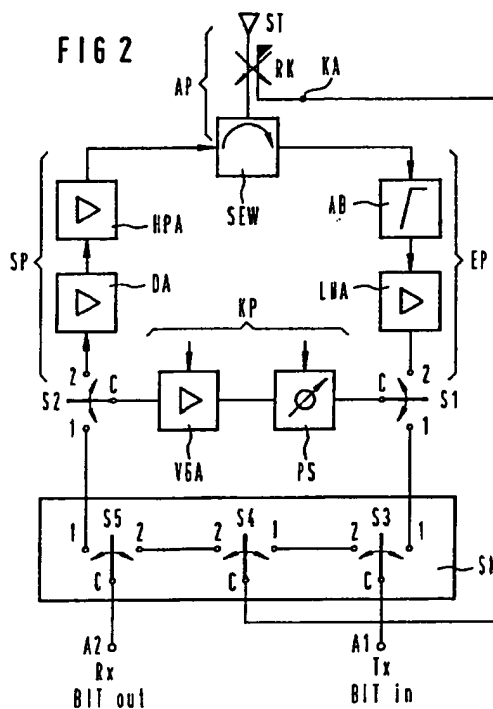 FIG 2
ST
RK
KA
AP
SEW
AB
HPA
SP
EP
DA
LNA
KP
2 2
S2 C C S1
1 1
VGA PS
S5 S4 S3
1 2 2 1 2 1
C C C
A2 A1
Rx Tx
BIT out BIT in